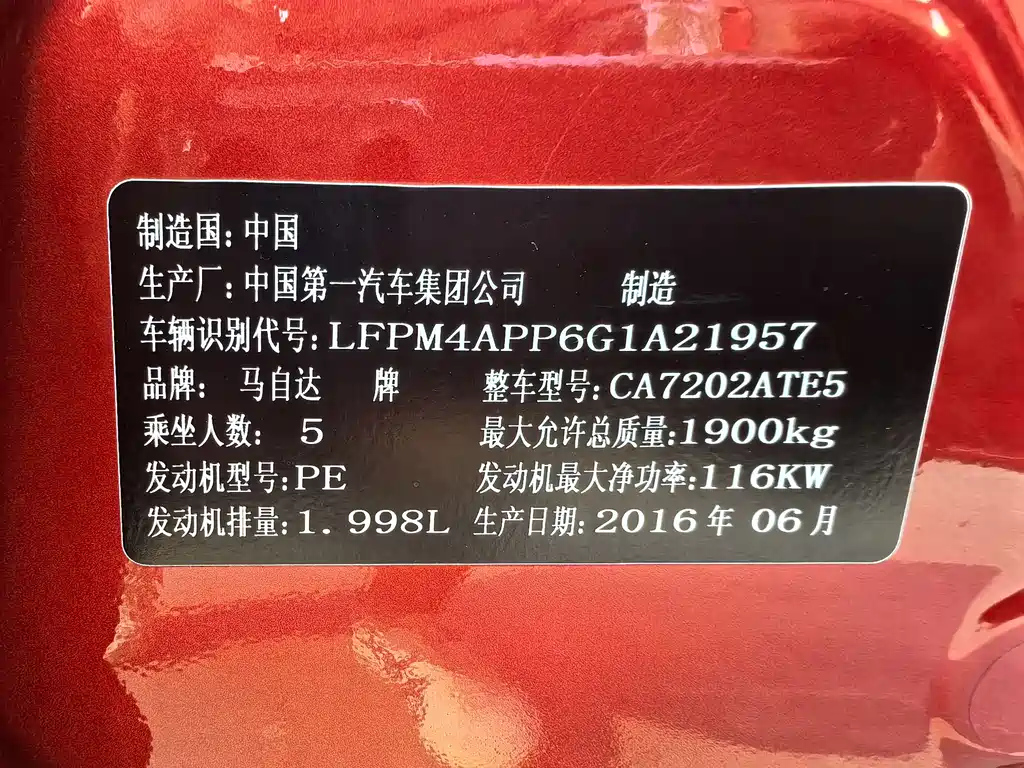 制造国：中国
生产厂：中国第一汽车集团公司 制造
车辆识别代号：LFPM4APP6G1A21957
品牌： 马自达 牌 整车型号：CA7202ATE5
乘坐人数： 5 最大允许总质量：1900kg
发动机型号：PE 发动机最大净功率：116KW
发动机排量：1.998L 生产日期：2016年 06月